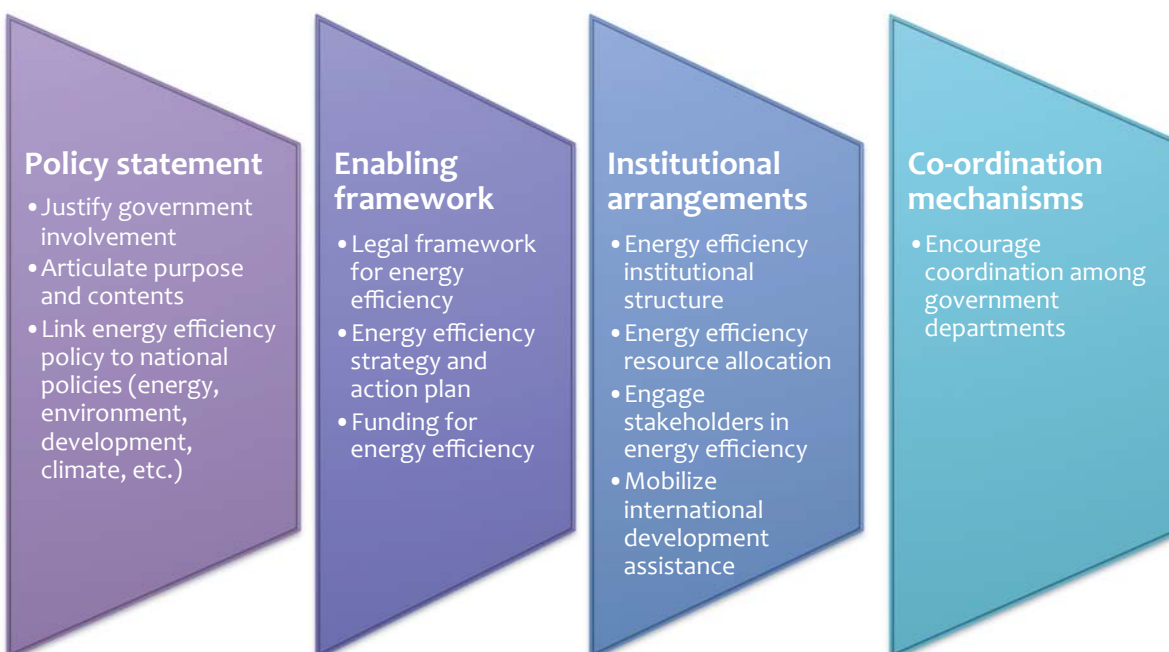 Policy statement
•Justify government
involvement
•Articulate purpose
and contents
•Link energy efficiency
policy to national
policies (energy,
environment,
development,
climate, etc.)
Enabling
framework
•Legal framework
for energy
efficiency
•Energy efficiency
strategy and
action plan
•Funding for
energy efficiency
Institutional
arrangements
•Energy efficiency
institutional
structure
•Energy efficiency
resource allocation
•Engage
stakeholders in
energy efficiency
•Mobilize
international
development
assistance
Co-ordination
mechanisms
•Encourage
coordination among
government
departments